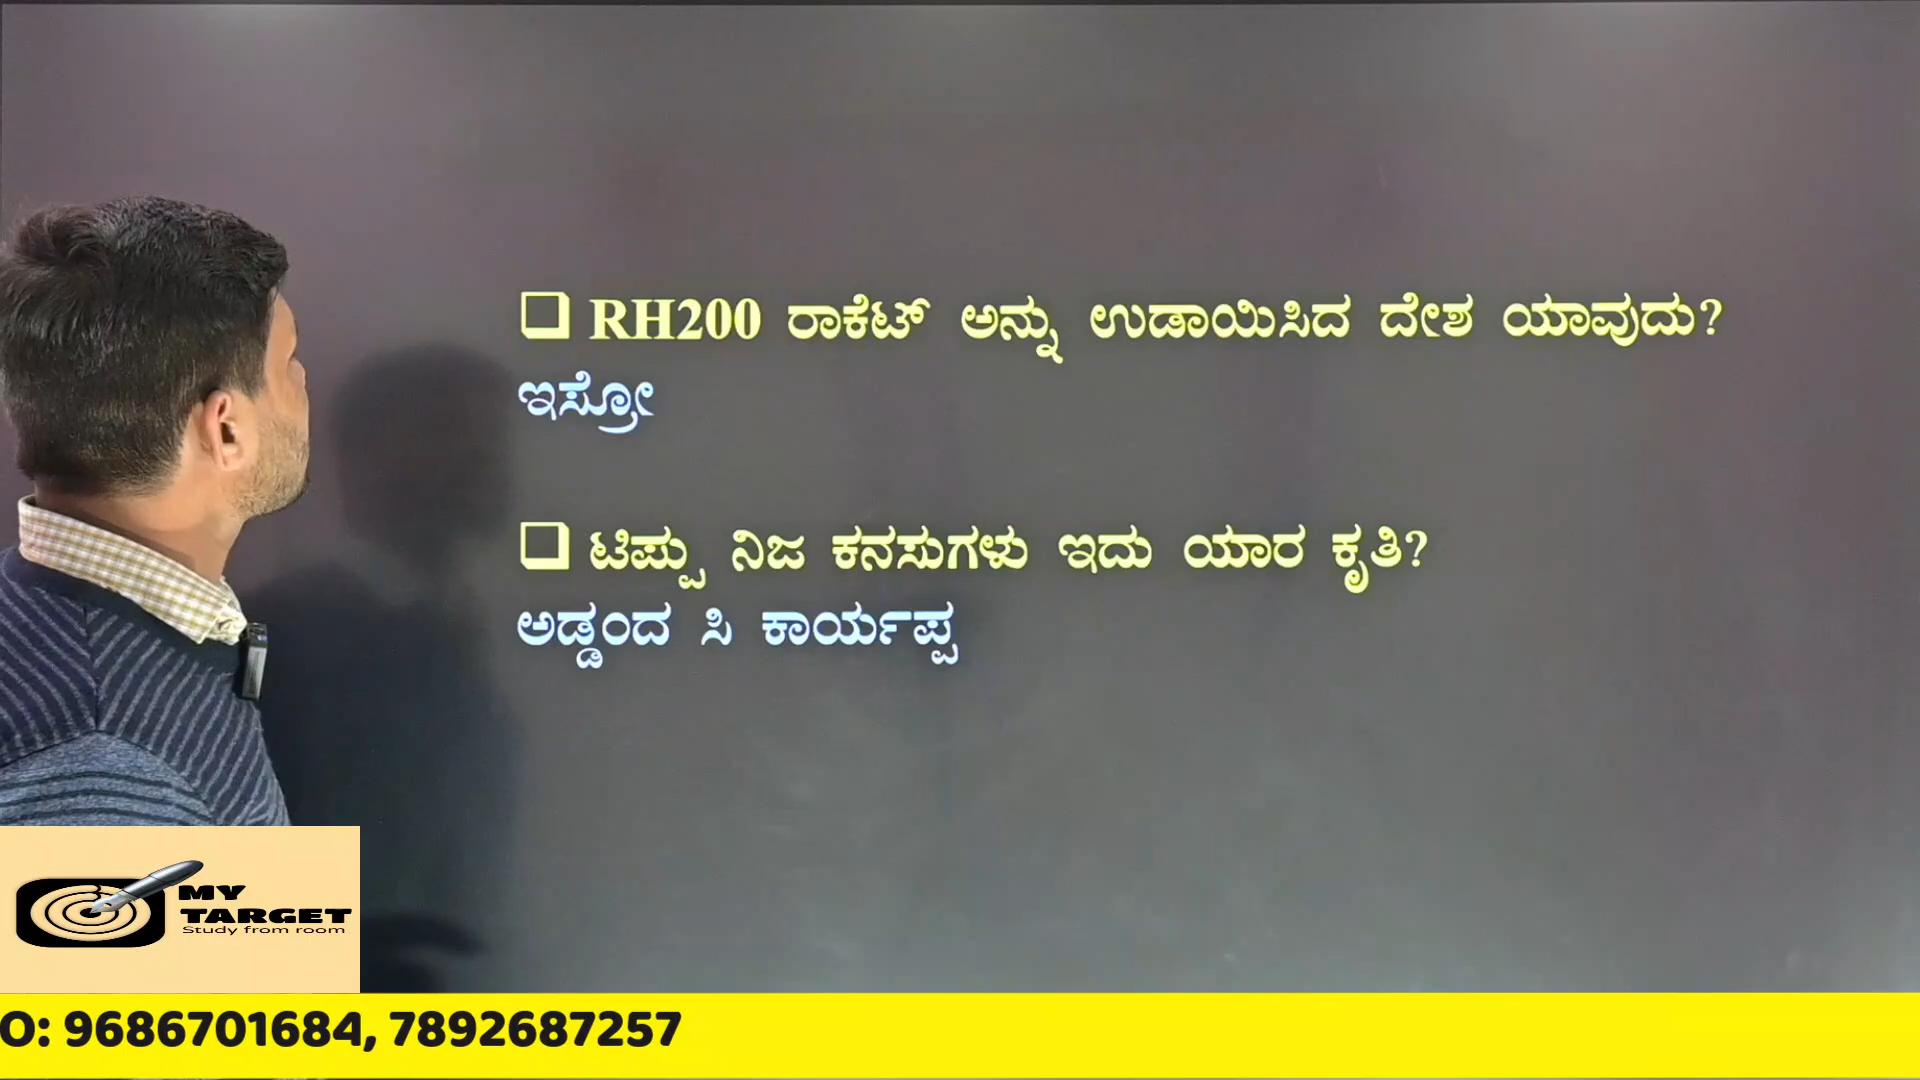 RH200 ರಾಕೆಟ್ ಅನ್ನು ಉಡಾಯಿಸಿದ ದೇಶ ಯಾವುದು?
ಇಸ್ರೋ
ಟಿಪ್ಪು ನಿಜ ಕನಸುಗಳು ಇದು ಯಾರ ಕೃತಿ?
ಅಡ್ಡಂದ ಸಿ ಕಾರ್ಯಪ್ಪ
MY
TARGET
Study from room
O: 9686701684, 7892687257